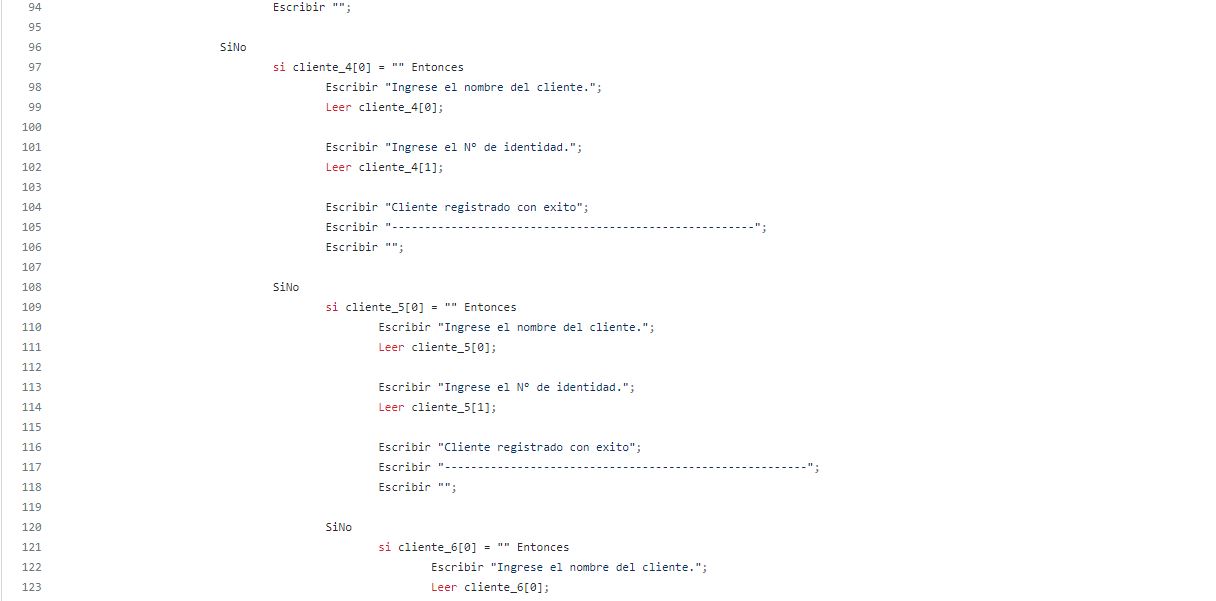 94 Escribir "";
95
96 SiNo
97 si cliente_4[0] = "" Entonces
98 Escribir "Ingrese el nombre del cliente.";
99 Leer cliente_4[0];
100
101 Escribir "Ingrese el Nº de identidad.";
102 Leer cliente_4[1];
103
104 Escribir "Cliente registrado con exito";
105 Escribir "-------------------------------------------------------";
106 Escribir "";
107
108 SiNo
109 si cliente_5[0] = "" Entonces
110 Escribir "Ingrese el nombre del cliente.";
111 Leer cliente_5[0];
112
113 Escribir "Ingrese el Nº de identidad.";
114 Leer cliente_5[1];
115
116 Escribir "Cliente registrado con exito";
117 Escribir "-------------------------------------------------------";
118 Escribir "";
119
120 SiNo
121 si cliente_6[0] = "" Entonces
122 Escribir "Ingrese el nombre del cliente.";
123 Leer cliente_6[0];